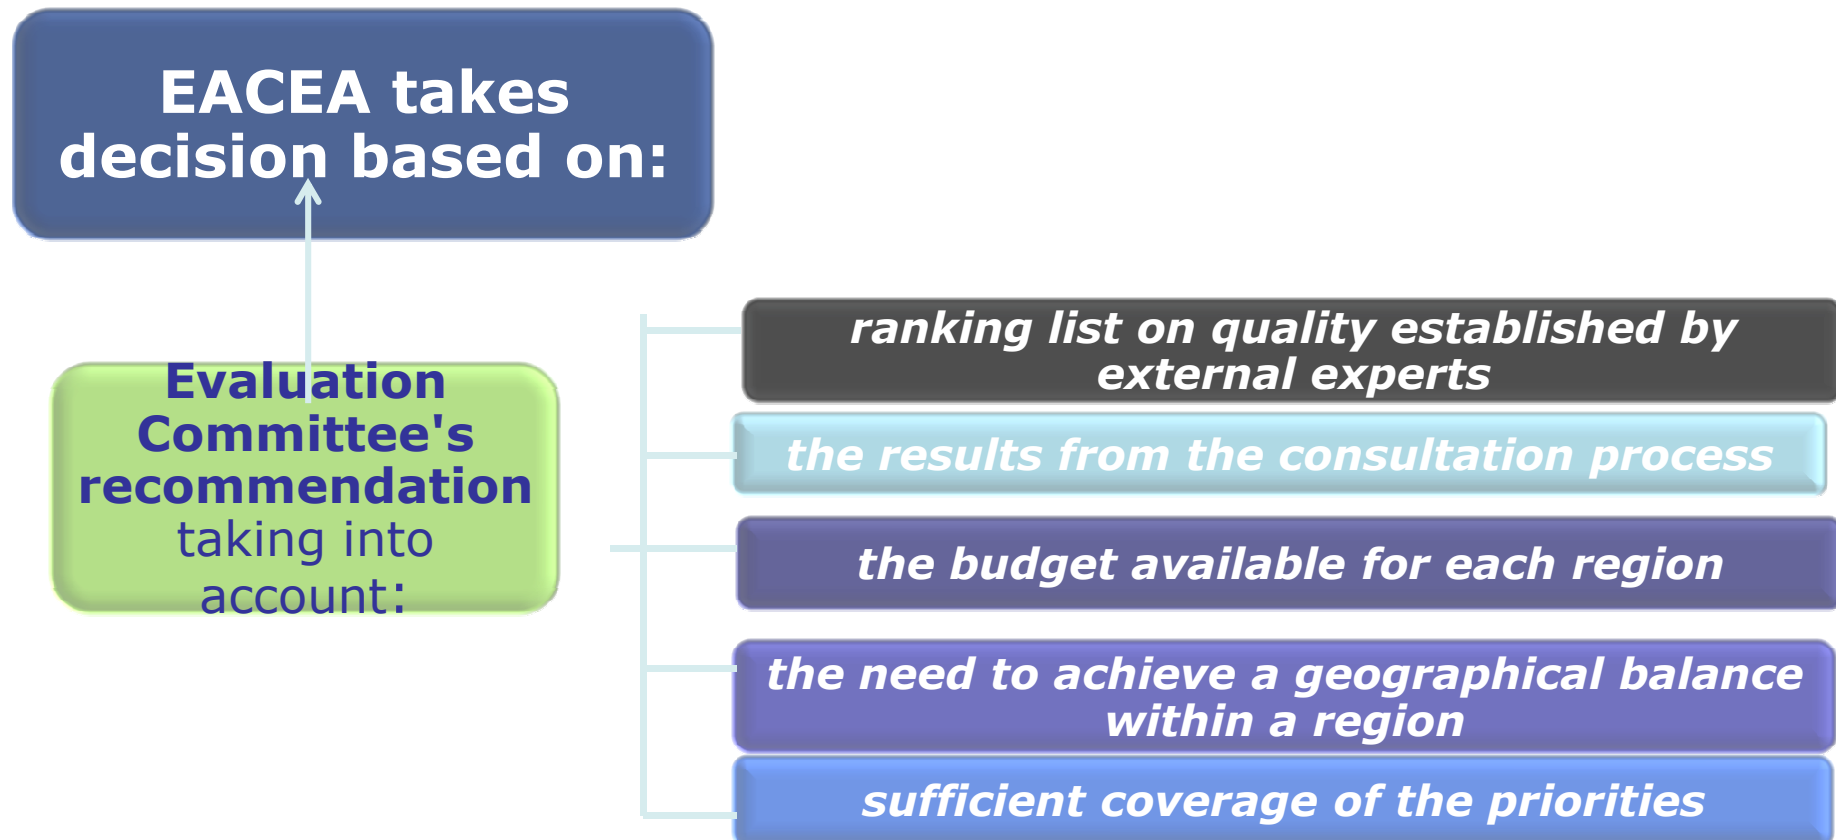 EACEA takes
decision based on:
Evaluation
Committee's
recommendation
taking into
account:
ranking list on quality established by
external experts
the results from the consultation process
the budget available for each region
the need to achieve a geographical balance
within a region
sufficient coverage of the priorities